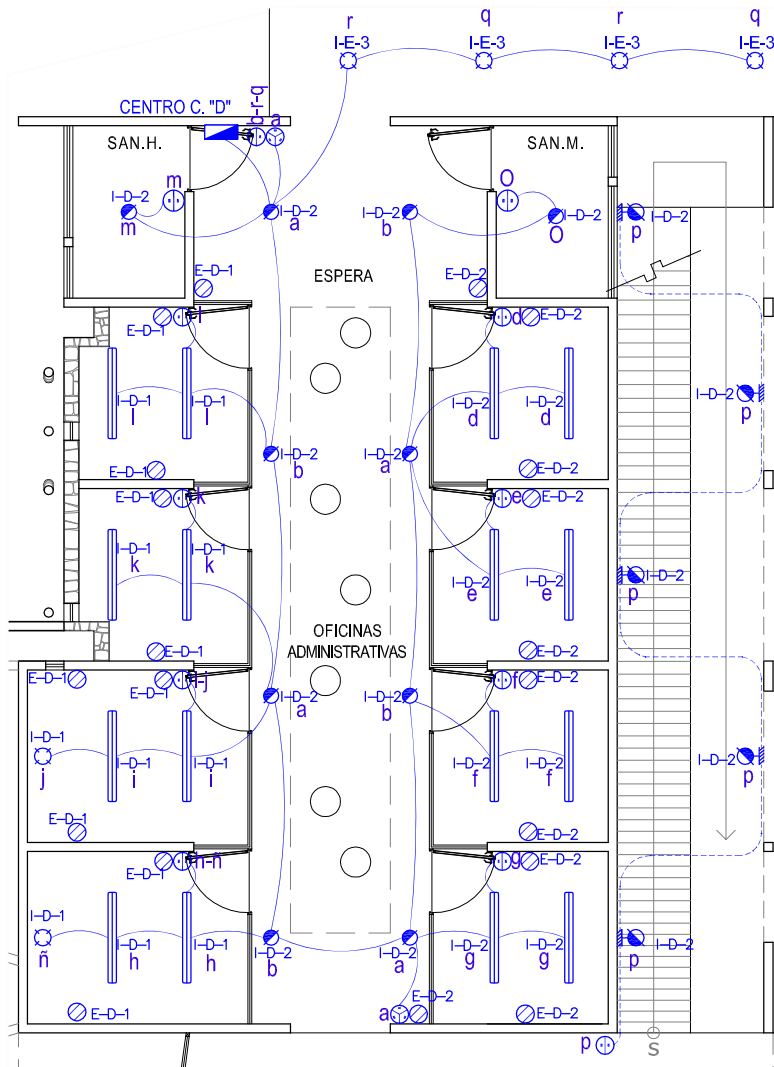 r q r q
I-E-3 I-E-3 I-E-3 I-E-3
CENTRO C. "D" b-r-q a
SAN.H. SAN.M.
m O
I-D-2 I-D-2 I-D-2 I-D-2 I-D-2
m a b O p
E-D-1 ESPERA E-D-2
E-D-1 l d E-D-2
I-D-2
I-D-1 I-D-1 I-D-2 I-D-2 p
l l d d
I-D-2 I-D-2
E-D-1 b a E-D-2
E-D-1 k e E-D-2
I-D-1 I-D-1
k k I-D-2 I-D-2 I-D-2
e e p
OFICINAS
ADMINISTRATIVAS
E-D-1 E-D-2
E-D-1 E-D-1 I-j f E-D-2
I-D-2 I-D-2
a b
I-D-1
I-D-1 I-D-1 I-D-2 I-D-2 I-D-2
j i i f f p
E-D-1 E-D-2
E-D-1 h-ñ g E-D-2
I-D-1
I-D-1 I-D-1 I-D-2 I-D-2 I-D-2 I-D-2 I-D-2
ñ h h b a g g p
E-D-2
E-D-1 a E-D-2
p S